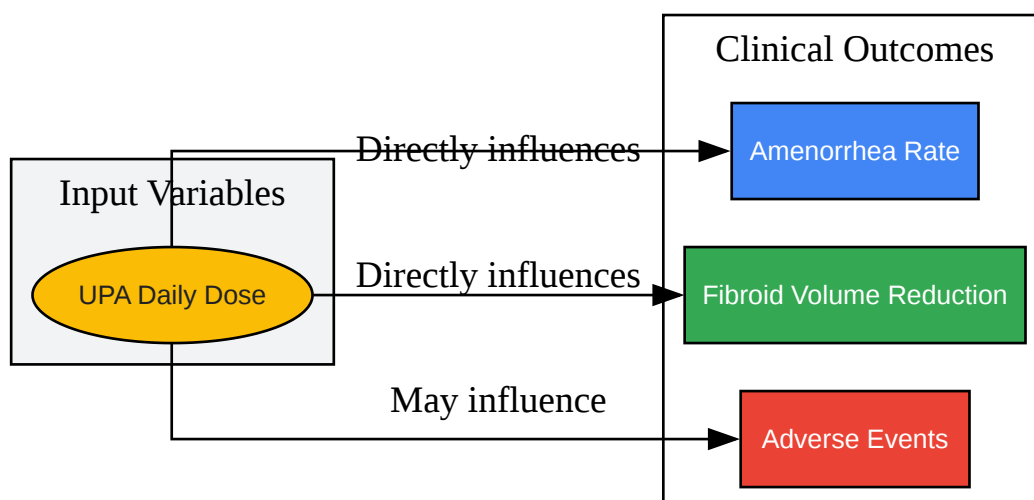 Clinical Outcomes
Directly influences
Amenorrhea Rate
Input Variables
UPA Daily Dose
Directly influences
Fibroid Volume Reduction
May influence
Adverse Events